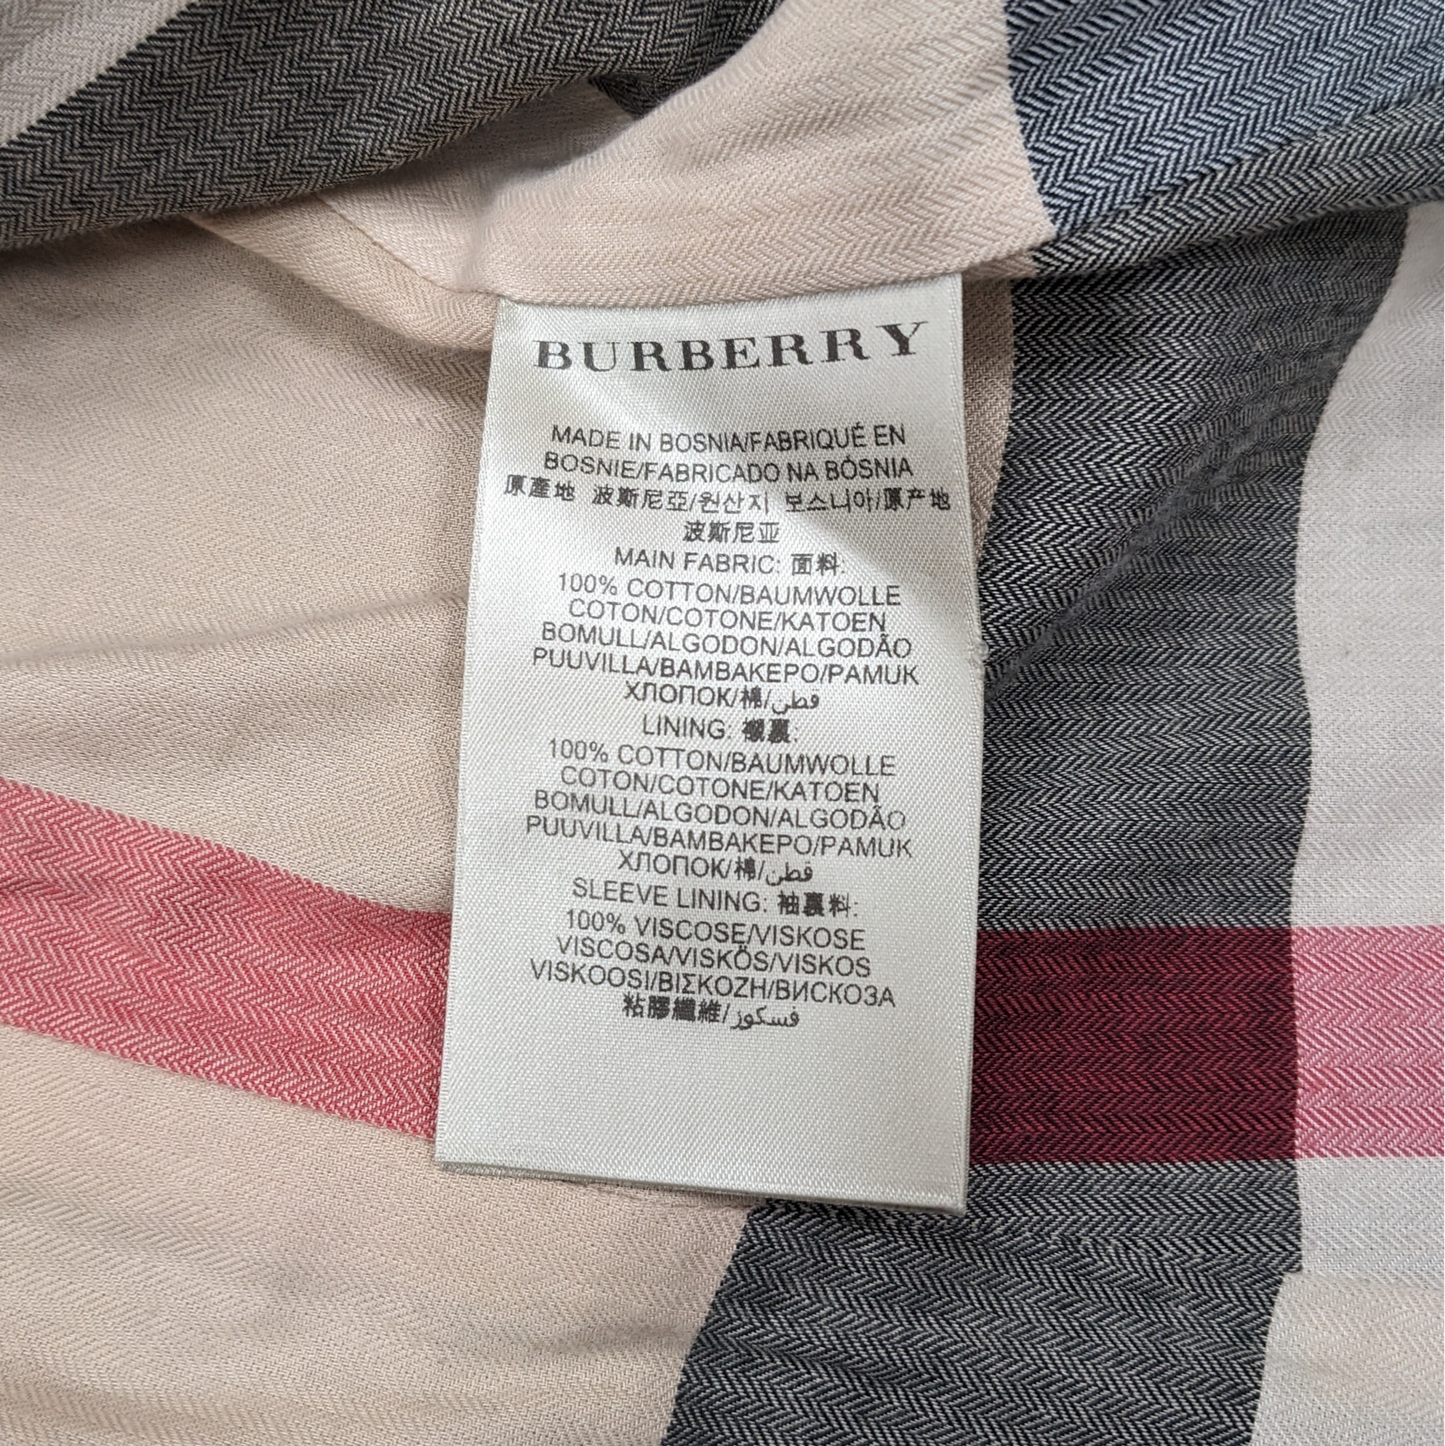 BURBERRY
MADE IN BOSNIA/FABRIQUÉ EN
BOSNIE/FABRICADO NA BÓSNIA
原產地 波斯尼亞/원산지 보스니아/原产地
波斯尼亚
MAIN FABRIC: 面料:
100% COTTON/BAUMWOLLE
COTON/COTONE/KATOEN
BOMULL/ALGODON/ALGODÃO
PUUVILLA/BAMBAKEPO/PAMUK
ХЛОПОК/棉/قطن
LINING: 襯裏:
100% COTTON/BAUMWOLLE
COTON/COTONE/KATOEN
BOMULL/ALGODON/ALGODÃO
PUUVILLA/BAMBAKEPO/PAMUK
ХЛОПОК/棉/قطن
SLEEVE LINING: 袖裏料:
100% VISCOSE/VISKOSE
VISCOSA/VISKÖS/VISKOS
VISKOOSI/ΒΙΣΚΟΖΗ/ВИСКОЗА
粘膠纖維/فسكوز